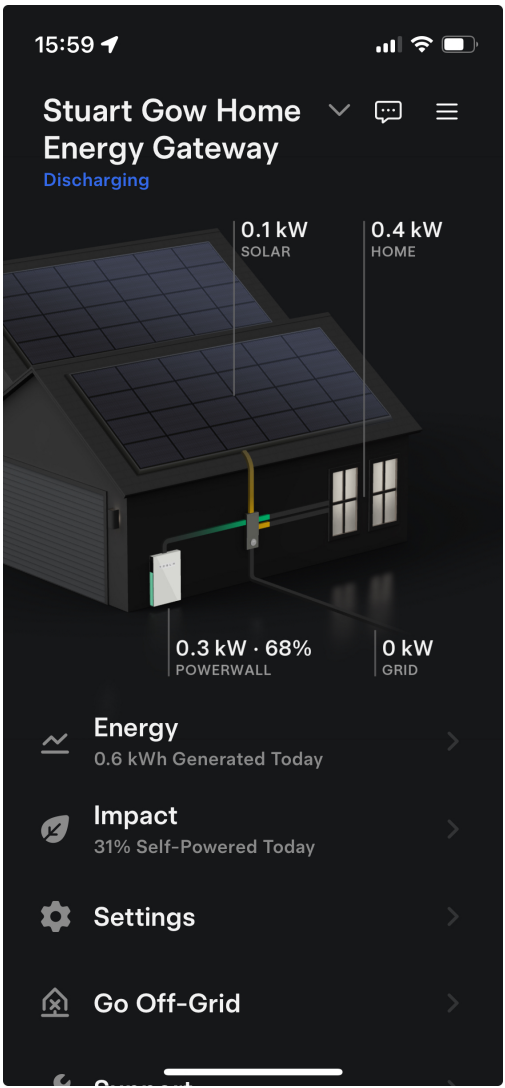 15:59
Stuart Gow Home
Energy Gateway
Discharging
0.1 kW
SOLAR
0.4 kW
HOME
TESLA
0.3 kW · 68%
POWERWALL
0 kW
GRID
Energy
0.6 kWh Generated Today
Impact
31% Self-Powered Today
Settings
Go Off-Grid
Support